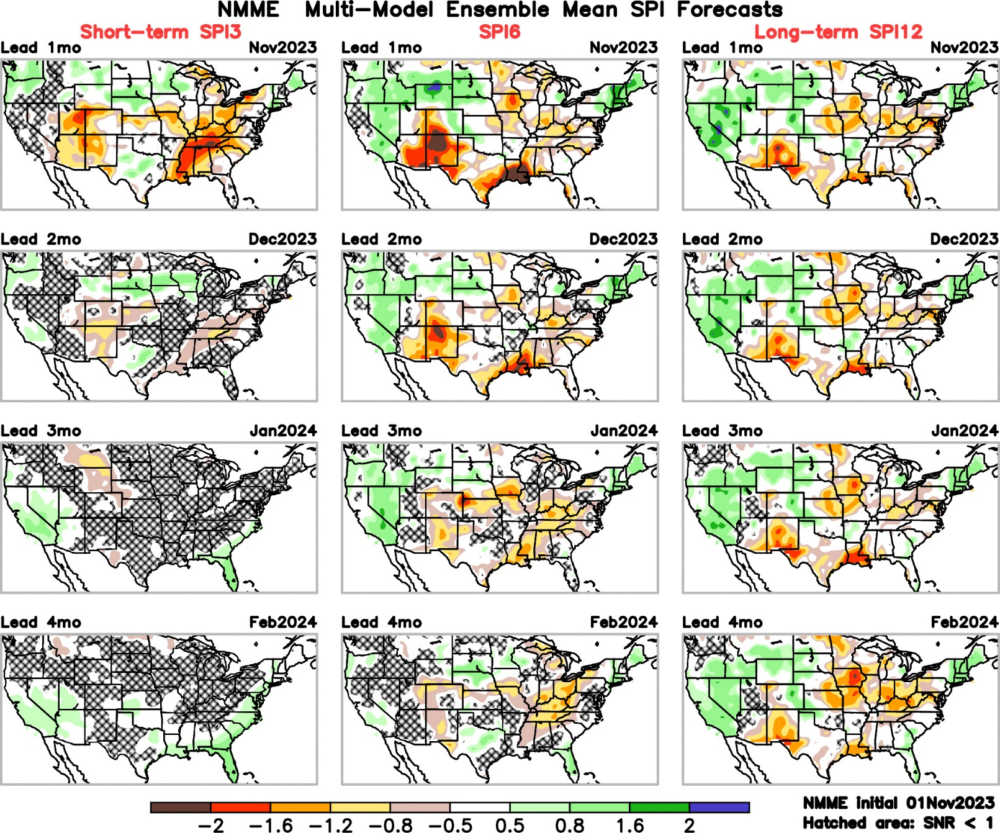 NMME Multi-Model Ensemble Mean SPI Forecasts
Short-term SPI3 SPI6 Long-term SPI12
Lead 1mo Nov2023 Lead 1mo Nov2023 Lead 1mo Nov2023
Lead 2mo Dec2023 Lead 2mo Dec2023 Lead 2mo Dec2023
Lead 3mo Jan2024 Lead 3mo Jan2024 Lead 3mo Jan2024
Lead 4mo Feb2024 Lead 4mo Feb2024 Lead 4mo Feb2024
−2 −1.6 −1.2 −0.8 −0.5 0.5 0.8 1.6 2
NMME initial 01Nov2023
Hatched area: SNR < 1